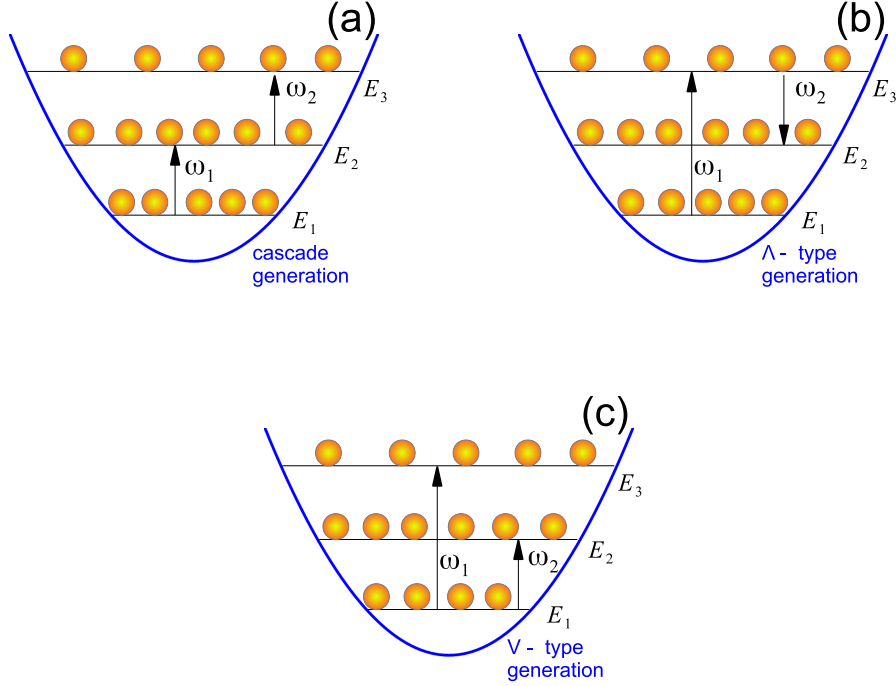 (a)
ω2
E3
ω1
E2
E1
cascade
generation
(b)
ω2
E3
ω1
E2
E1
Λ - type
generation
(c)
E3
ω1
ω2
E2
E1
V - type
generation